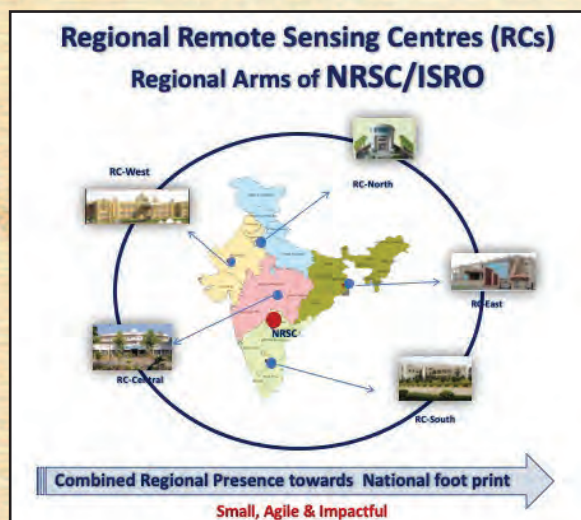 Regional Remote Sensing Centres (RCs)
Regional Arms of NRSC/ISRO
RC-West
RC-North
RC-East
NRSC
RC-Central
RC-South
Combined Regional Presence towards National foot print
Small, Agile & Impactful